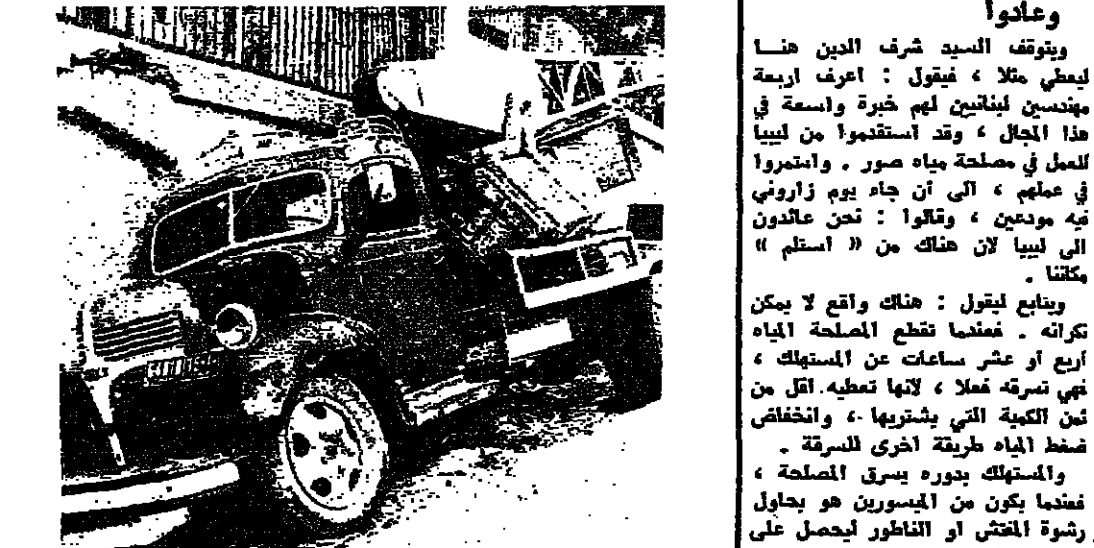 وعادوا
ويتوقف السيد شرف الدين هنا
ليعطي مثلا ، فيقول : اعرف اربعة
مهندسين لبنانيين لهم خبرة واسعة في
هذا المجال ، وقد استقدموا من ليبيا
للعمل في مصلحة مياه صور . واستمروا
في عملهم ، الى أن جاء يوم زاروني
فيه مودعين ، وقالوا : نحن عائدون
الى ليبيا لان هناك من « استلم »
مكاننا .
ويتابع ليقول : هناك واقع لا يمكن
نكرانه . فعندما تقطع المصلحة المياه
أربع أو عشر ساعات عن المستهلك ،
فهي تسرقه فعلا ، لانها تعطيه اقل من
ثمن الكمية التي يشتريها ، وانخفاض
ضغط المياه طريقة اخرى للسرقة .
والمستهلك بدوره يسرق المصلحة ،
فعندما يكون من الميسورين هو يحاول
رشوة المفتش او الناطور ليحصل على